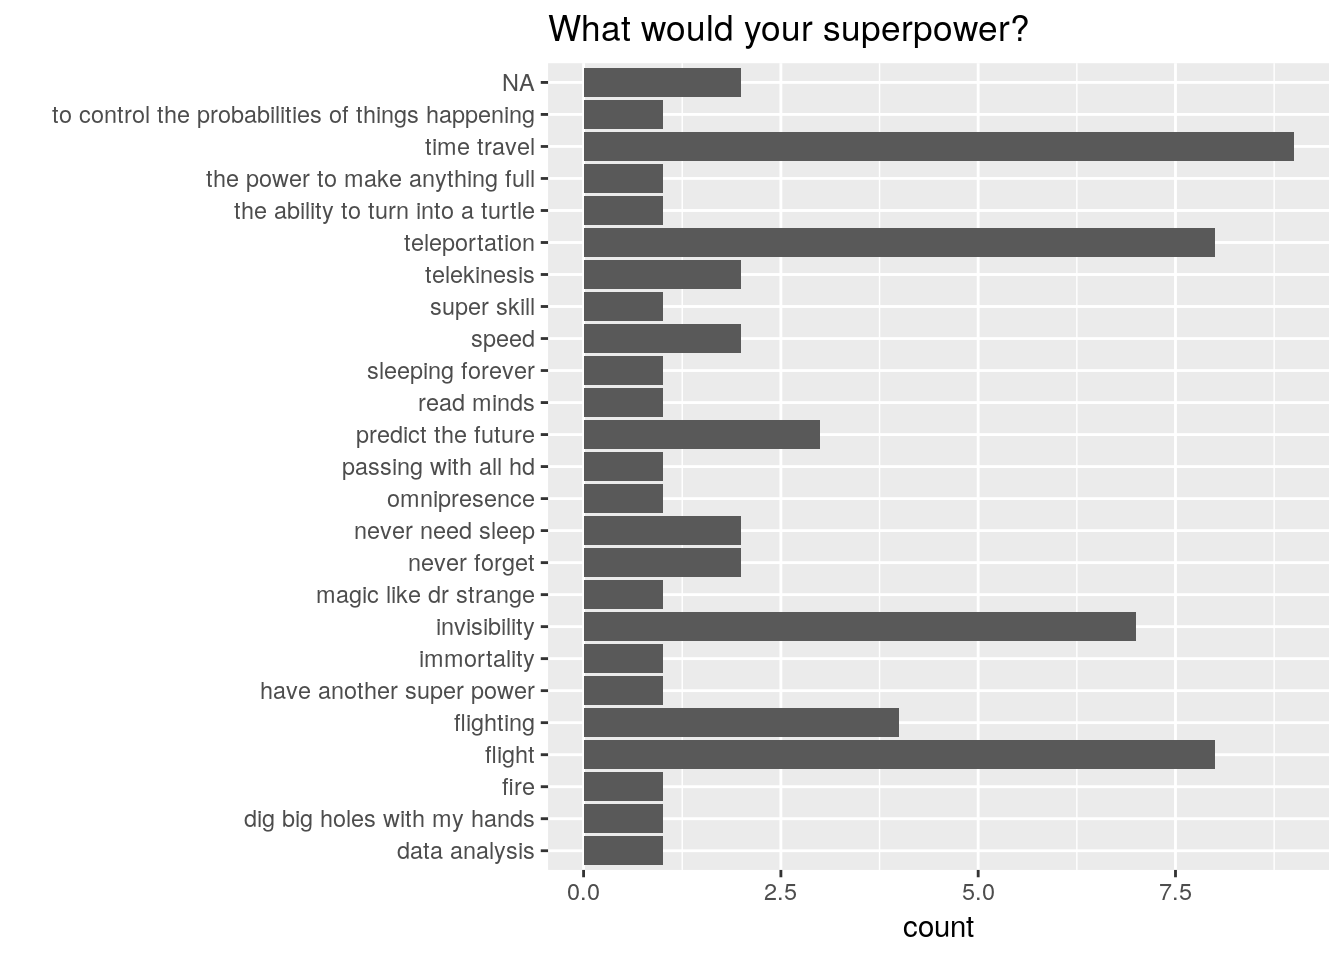 What would your superpower?
NA
to control the probabilities of things happening
time travel
the power to make anything full
the ability to turn into a turtle
teleportation
telekinesis
super skill
speed
sleeping forever
read minds
predict the future
passing with all hd
omnipresence
never need sleep
never forget
magic like dr strange
invisibility
immortality
have another super power
flighting
flight
fire
dig big holes with my hands
data analysis
0.0 2.5 5.0 7.5
count